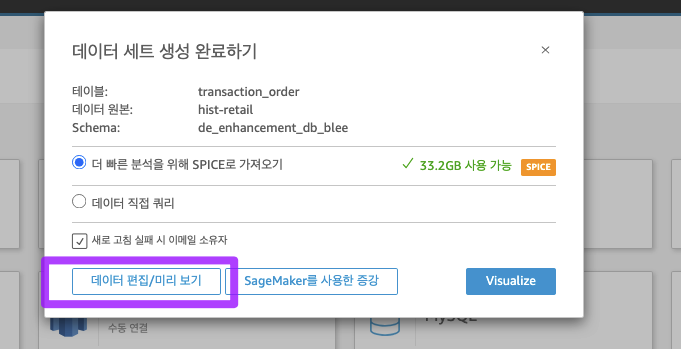 데이터 세트 생성 완료하기
×
테이블: transaction_order
데이터 원본: hist-retail
Schema: de_enhancement_db_blee
더 빠른 분석을 위해 SPICE로 가져오기 33.2GB 사용 가능 SPICE
데이터 직접 쿼리
새로 고침 실패 시 이메일 소유자
데이터 편집/미리 보기 SageMaker를 사용한 증강 Visualize
MySQL
수동 연결